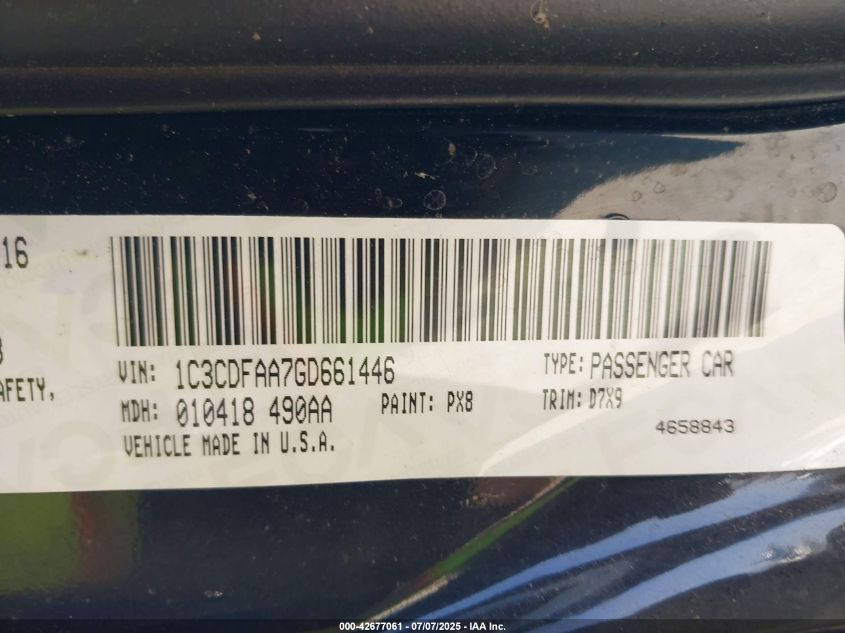 16
VIN: 1C3CDFAA7GD661446 TYPE: PASSENGER CAR
AFETY,
MDH: 010418 490AA PAINT: PX8 TRIM: D7X9
VEHICLE MADE IN U.S.A. 4658843
000-42677061 - 07/07/2025 - IAA Inc.